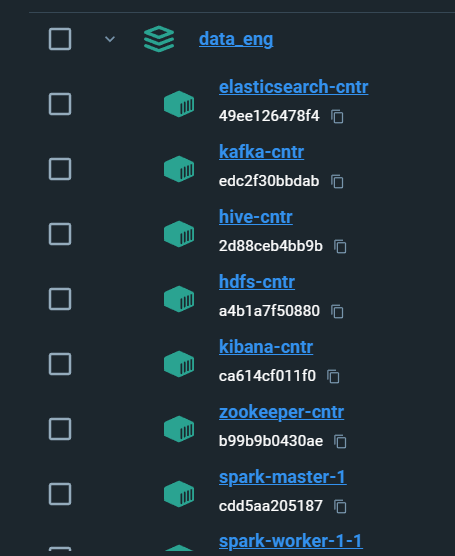 data_eng
elasticsearch-cntr
49ee126478f4
kafka-cntr
edc2f30bbdab
hive-cntr
2d88ceb4bb9b
hdfs-cntr
a4b1a7f50880
kibana-cntr
ca614cf011f0
zookeeper-cntr
b99b9b0430ae
spark-master-1
cdd5aa205187
spark-worker-1-1